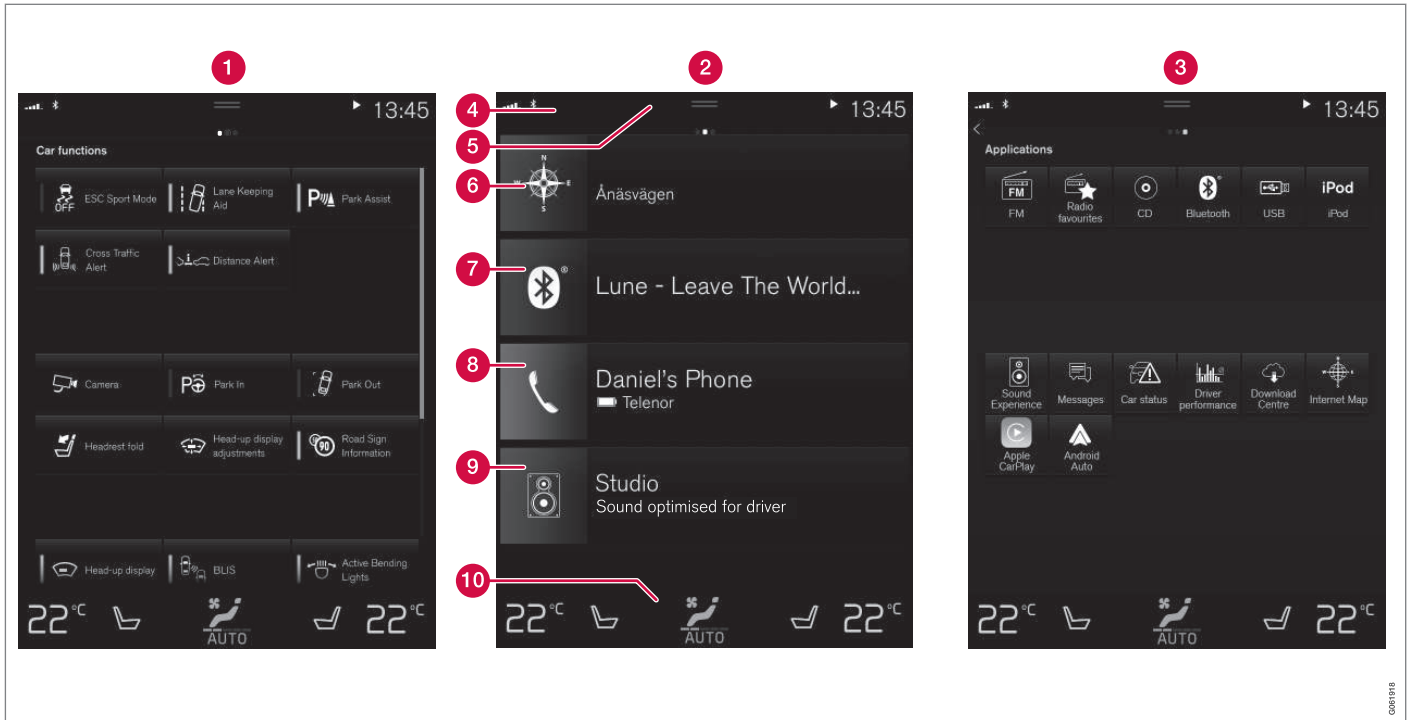 1
2
3
13:45
Car functions
OFF
ESC Sport Mode
Lane Keeping
Aid
P
Park Assist
Cross Traffic
Alert
Distance Alert
Camera
P
Park In
Park Out
Headrest fold
Head-up display
adjustments
90
Road Sign
Information
Head-up display
BLIS
Active Bending
Lights
22°C
AUTO
22°C
4
5
6
7
8
9
10
13:45
N
W
E
S
Ånäsvägen
®
Lune - Leave The World...
Daniel's Phone
Telenor
Studio
Sound optimised for driver
22°C
AUTO
22°C
13:45
Applications
FM
FM
Radio
favourites
CD
Bluetooth
USB
iPod
iPod
Sound
Experience
Messages
Car status
Driver
performance
Download
Centre
Internet Map
Apple
CarPlay
Android
Auto
22°C
AUTO
22°C
G061918